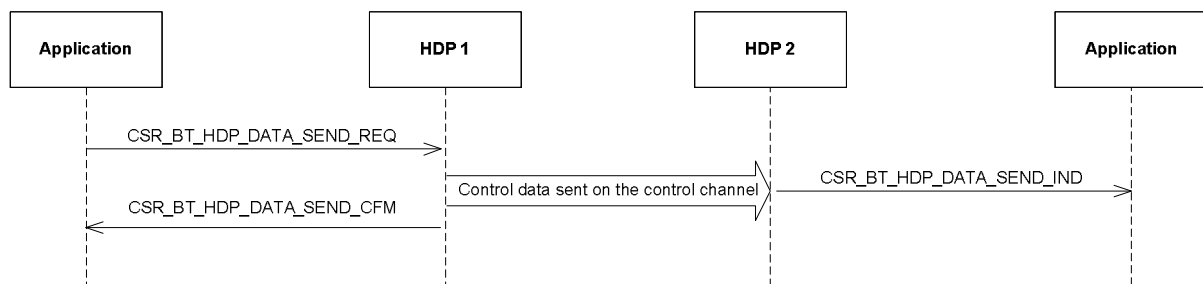 Application
HDP 1
HDP 2
Application
CSR_BT_HDP_DATA_SEND_REQ
Control data sent on the control channel
CSR_BT_HDP_DATA_SEND_IND
CSR_BT_HDP_DATA_SEND_CFM